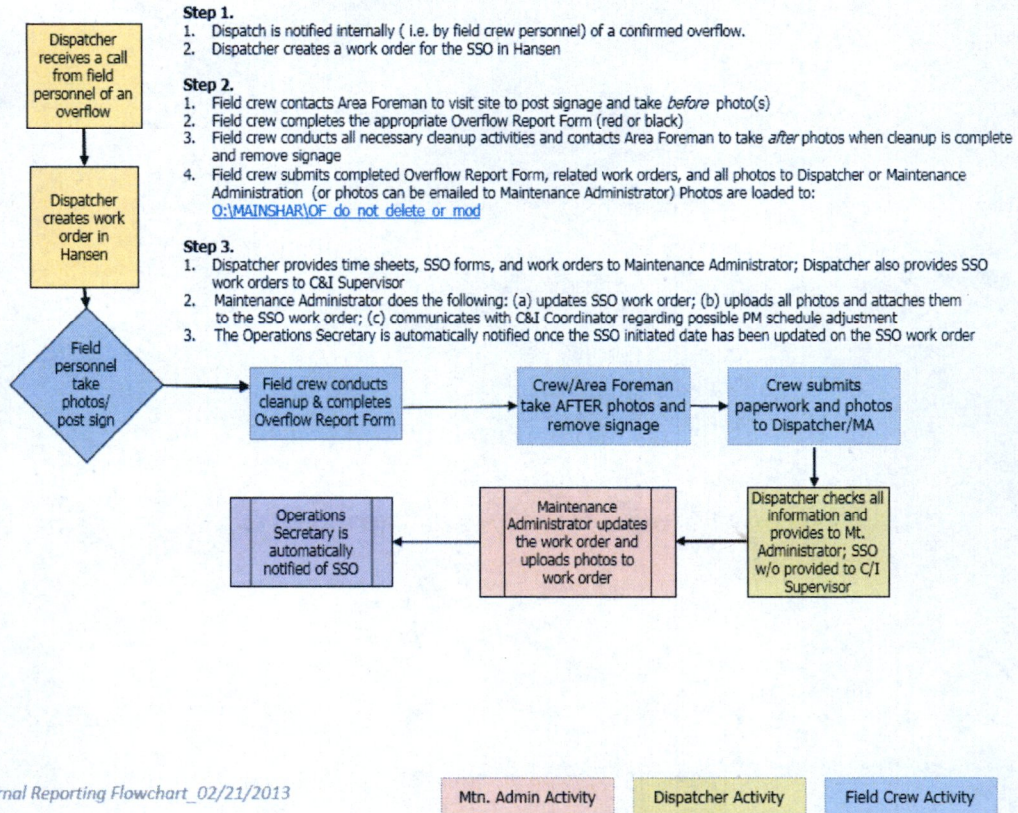 Step 1.
1. Dispatch is notified internally ( i.e. by field crew personnel) of a confirmed overflow.
2. Dispatcher creates a work order for the SSO in Hansen
Step 2.
1. Field crew contacts Area Foreman to visit site to post signage and take before photo(s)
2. Field crew completes the appropriate Overflow Report Form (red or black)
3. Field crew conducts all necessary cleanup activities and contacts Area Foreman to take after photos when cleanup is complete
and remove signage
4. Field crew submits completed Overflow Report Form, related work orders, and all photos to Dispatcher or Maintenance
Administration (or photos can be emailed to Maintenance Administrator) Photos are loaded to:
O:\MAINSHAR\OF do not delete or mod
Step 3.
1. Dispatcher provides time sheets, SSO forms, and work orders to Maintenance Administrator; Dispatcher also provides SSO
work orders to C&I Supervisor
2. Maintenance Administrator does the following: (a) updates SSO work order; (b) uploads all photos and attaches them
to the SSO work order; (c) communicates with C&I Coordinator regarding possible PM schedule adjustment
3. The Operations Secretary is automatically notified once the SSO initiated date has been updated on the SSO work order
Dispatcher
receives a call
from field
personnel of an
overflow
Dispatcher
creates work
order in
Hansen
Field
personnel
take
photos/
post sign
Field crew conducts
cleanup & completes
Overflow Report Form
Crew/Area Foreman
take AFTER photos and
remove signage
Crew submits
paperwork and photos
to Dispatcher/MA
Dispatcher checks all
information and
provides to Mt.
Administrator; SSO
w/o provided to C/I
Supervisor
Maintenance
Administrator updates
the work order and
uploads photos to
work order
Operations
Secretary is
automatically
notified of SSO
rnal Reporting Flowchart_02/21/2013
Mtn. Admin Activity
Dispatcher Activity
Field Crew Activity